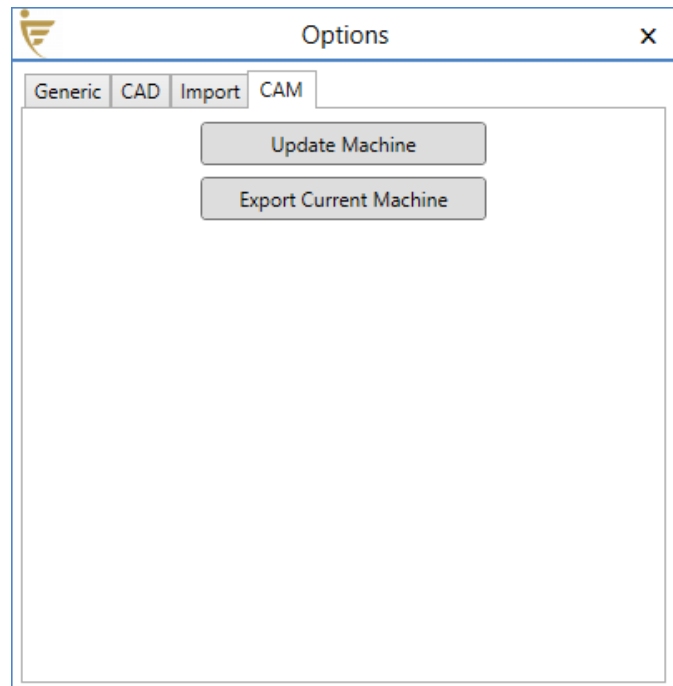 Options
Generic CAD Import CAM
Update Machine
Export Current Machine